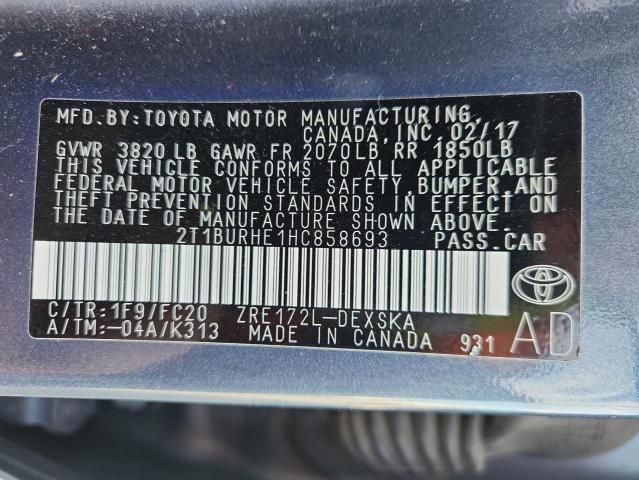 MFD. BY: TOYOTA MOTOR MANUFACTURING,
CANADA, INC. 02/17
GVWR 3820 LB GAWR FR 2070LB RR 1850LB
THIS VEHICLE CONFORMS TO ALL APPLICABLE
FEDERAL MOTOR VEHICLE SAFETY, BUMPER, AND
THEFT PREVENTION STANDARDS IN EFFECT ON
THE DATE OF MANUFACTURE SHOWN ABOVE.
2T1BURHE1HC858693 PASS. CAR
C/TR: 1F9/FC20 ZRE172L-DEXSKA
A/TM: -04A/K313 MADE IN CANADA 931 AD